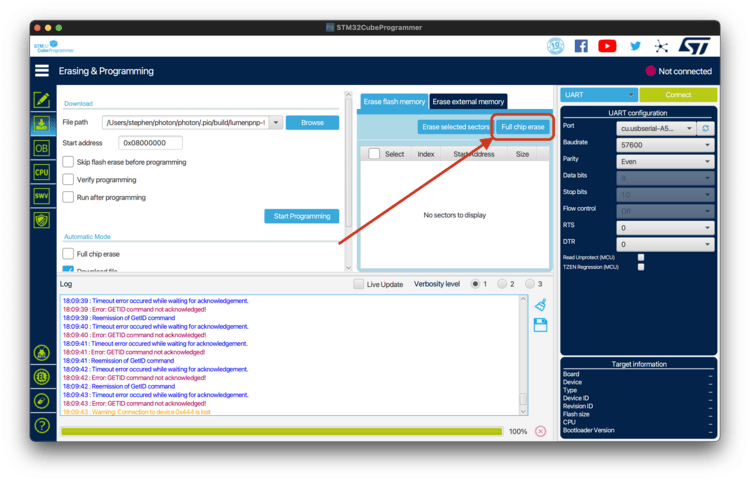 STM32CubeProgrammer
STM32
CubeProgrammer
Erasing & Programming
Not connected
Download
File path
/Users/stephen/photon/photon/.pio/build/lumenpnp-f
Browse
Start address
0x08000000
Skip flash erase before programming
Verify programming
Run after programming
Start Programming
Automatic Mode
Full chip erase
Download file
Erase flash memory
Erase external memory
Erase selected sectors
Full chip erase
Select
Index
Start Address
Size
No sectors to display
UART
Connect
UART configuration
Port
cu.usbserial-A5...
Baudrate
57600
Parity
Even
Data bits
8
Stop bits
1.0
Flow control
Off
RTS
0
DTR
0
Read Unprotect (MCU)
TZEN Regression (MCU)
Log
Live Update
Verbosity level
1
2
3
18:09:39 : Timeout error occured while waiting for acknowledgement.
18:09:39 : Error: GETID command not acknowledged!
18:09:39 : Reemission of GetID command
18:09:40 : Timeout error occured while waiting for acknowledgement.
18:09:40 : Error: GETID command not acknowledged!
18:09:41 : Timeout error occured while waiting for acknowledgement.
18:09:41 : Error: GETID command not acknowledged!
18:09:41 : Reemission of GetID command
18:09:42 : Timeout error occured while waiting for acknowledgement.
18:09:42 : Error: GETID command not acknowledged!
18:09:42 : Reemission of GetID command
18:09:43 : Timeout error occured while waiting for acknowledgement.
18:09:43 : Error: GETID command not acknowledged!
18:09:43 : Warning: Connection to device 0x444 is lost
100%
Target information
Board
--
Device
--
Type
--
Device ID
--
Revision ID
--
Flash size
--
CPU
--
Bootloader Version
--
OB
CPU
SWV
ST